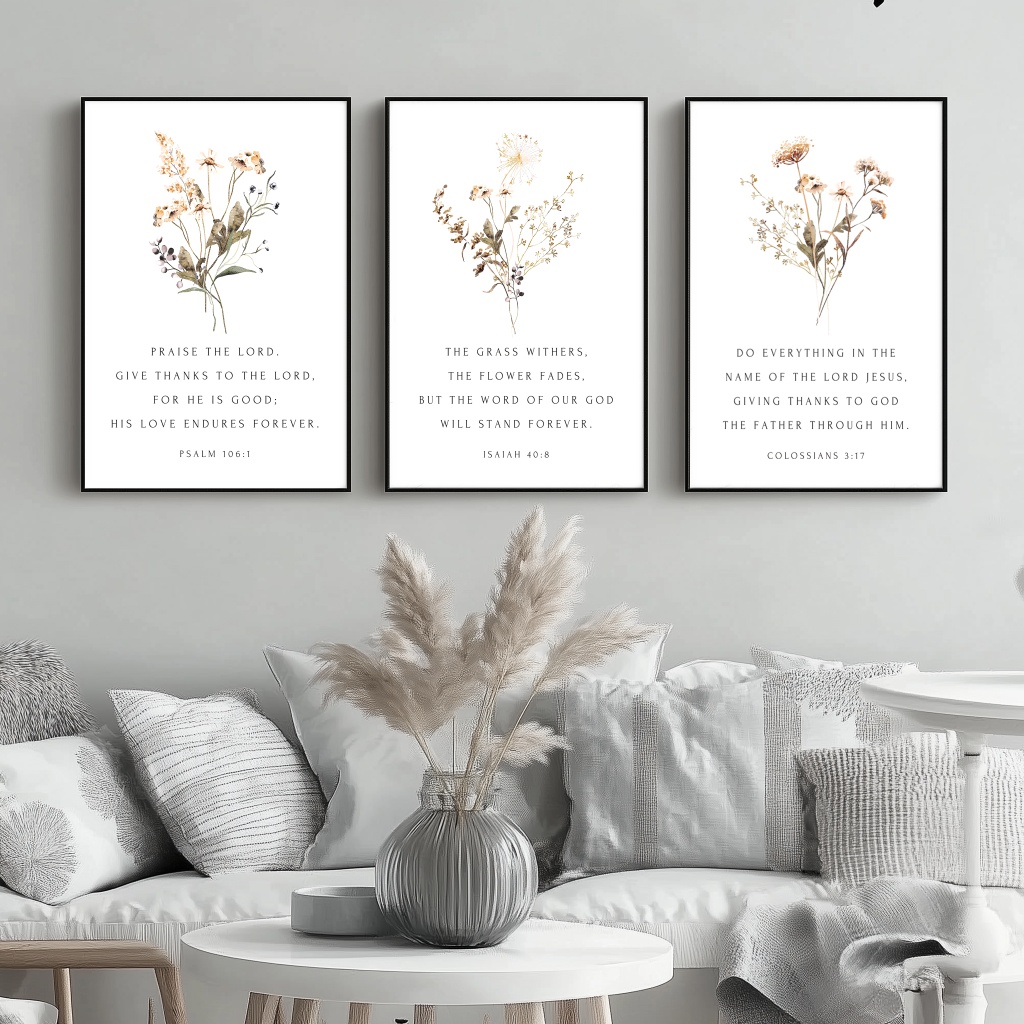 PRAISE THE LORD.
GIVE THANKS TO THE LORD,
FOR HE IS GOOD;
HIS LOVE ENDURES FOREVER.
PSALM 106:1
THE GRASS WITHERS,
THE FLOWER FADES,
BUT THE WORD OF OUR GOD
WILL STAND FOREVER.
ISAIAH 40:8
DO EVERYTHING IN THE
NAME OF THE LORD JESUS,
GIVING THANKS TO GOD
THE FATHER THROUGH HIM.
COLOSSIANS 3:17